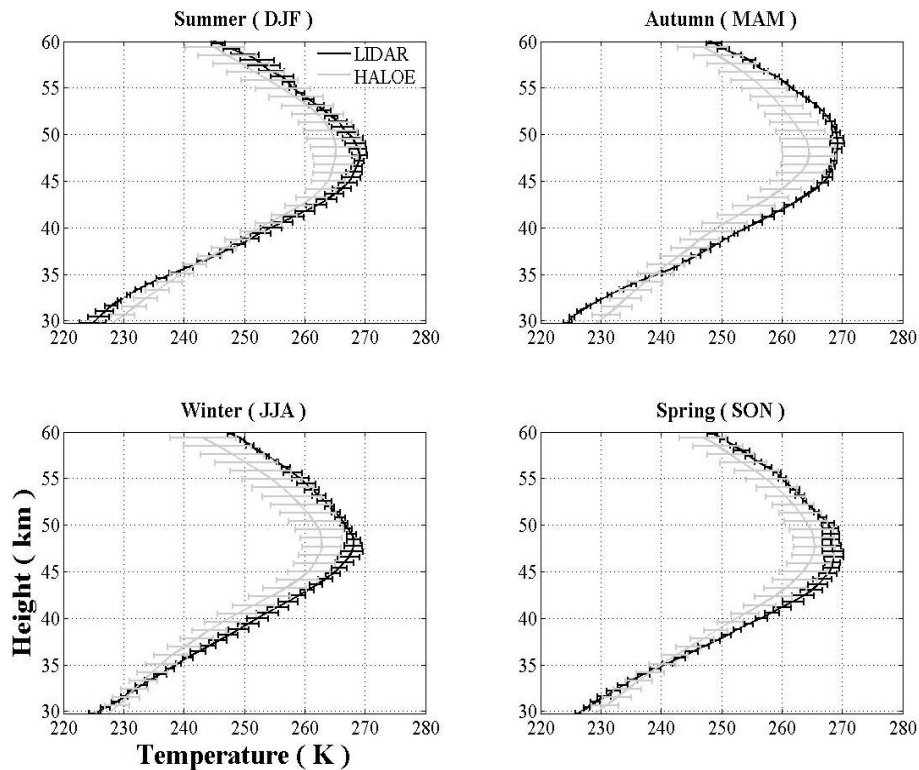 Summer ( DJF )
60
55
50
45
40
35
30
220 230 240 250 260 270 280
LIDAR
HALOE
Autumn ( MAM )
60
55
50
45
40
35
30
220 230 240 250 260 270 280
Winter ( JJA )
60
55
50
45
40
35
30
220 230 240 250 260 270 280
Height ( km )
Temperature ( K )
Spring ( SON )
60
55
50
45
40
35
30
220 230 240 250 260 270 280